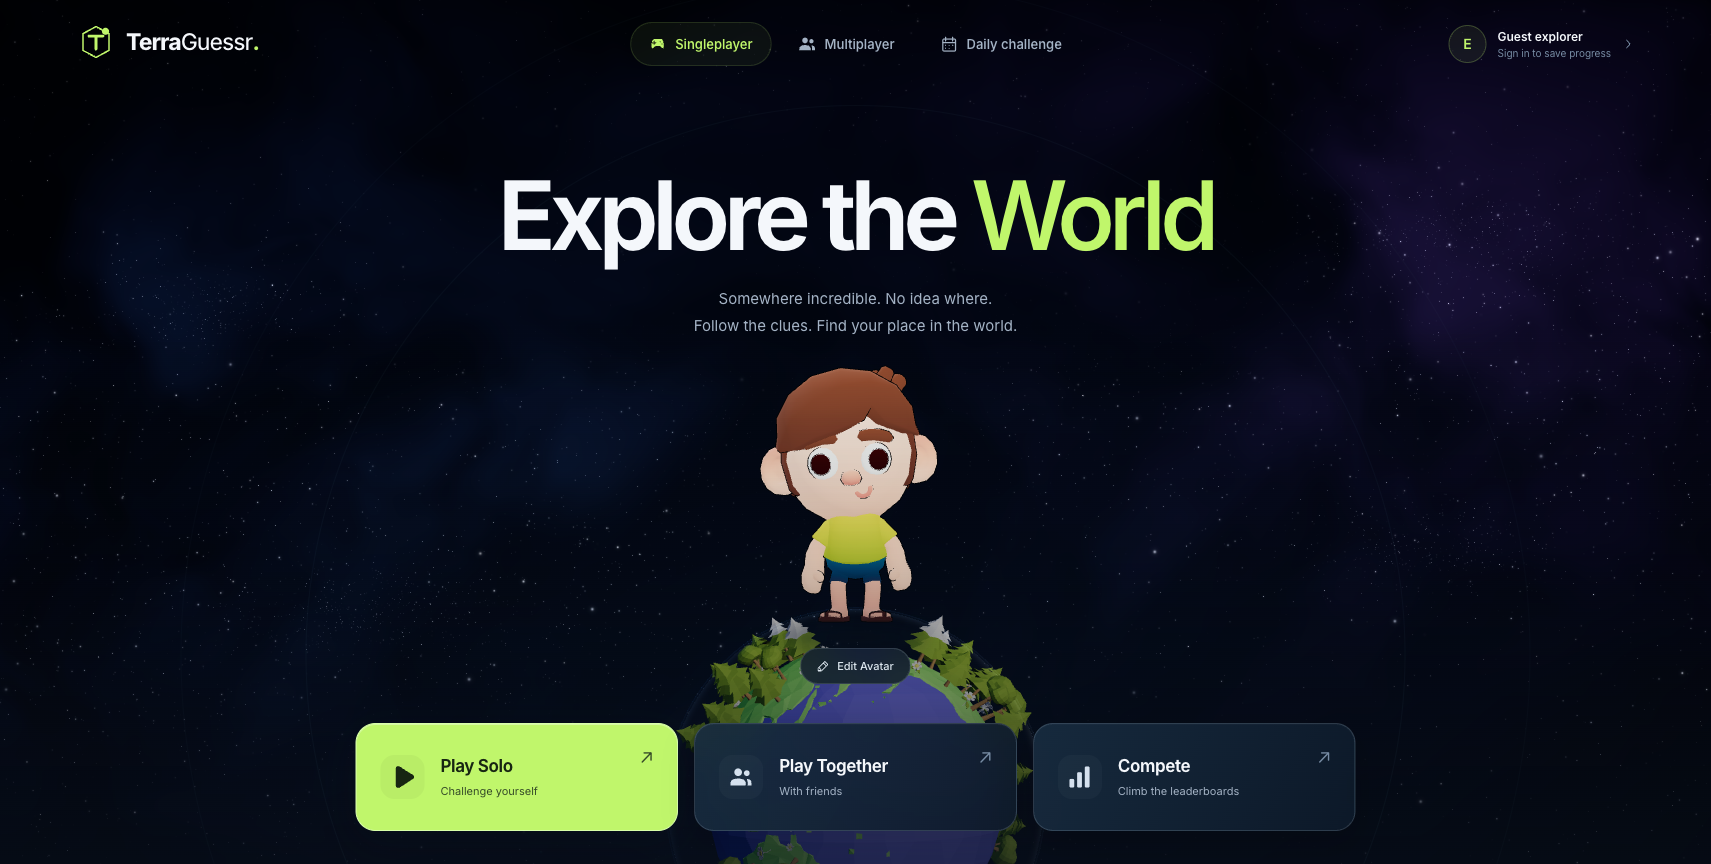 TerraGuessr.
Singleplayer
Multiplayer
Daily challenge
E
Guest explorer
Sign in to save progress
Explore the World
Somewhere incredible. No idea where.
Follow the clues. Find your place in the world.
Edit Avatar
Play Solo
Challenge yourself
Play Together
With friends
Compete
Climb the leaderboards